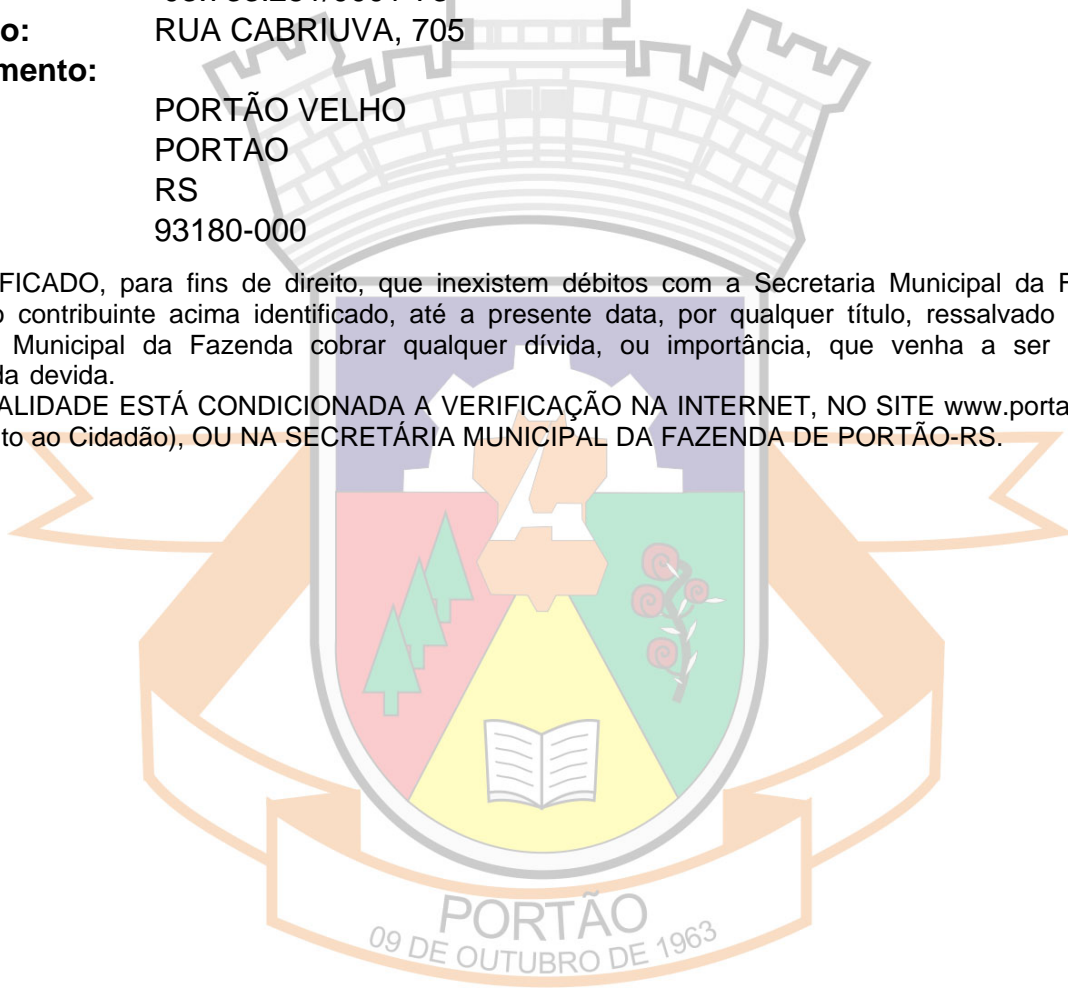 o: RUA CABRIUVA, 705
mento:
PORTÃO VELHO
PORTAO
RS
93180-000
FICADO, para fins de direito, que inexistem débitos com a Secretaria Municipal da F
o contribuinte acima identificado, até a presente data, por qualquer título, ressalvado
Municipal da Fazenda cobrar qualquer dívida, ou importância, que venha a ser
da devida.
ALIDADE ESTÁ CONDICIONADA A VERIFICAÇÃO NA INTERNET, NO SITE www.porta
to ao Cidadão), OU NA SECRETÁRIA MUNICIPAL DA FAZENDA DE PORTÃO-RS.
PORTÃO
09 DE OUTUBRO DE 1963